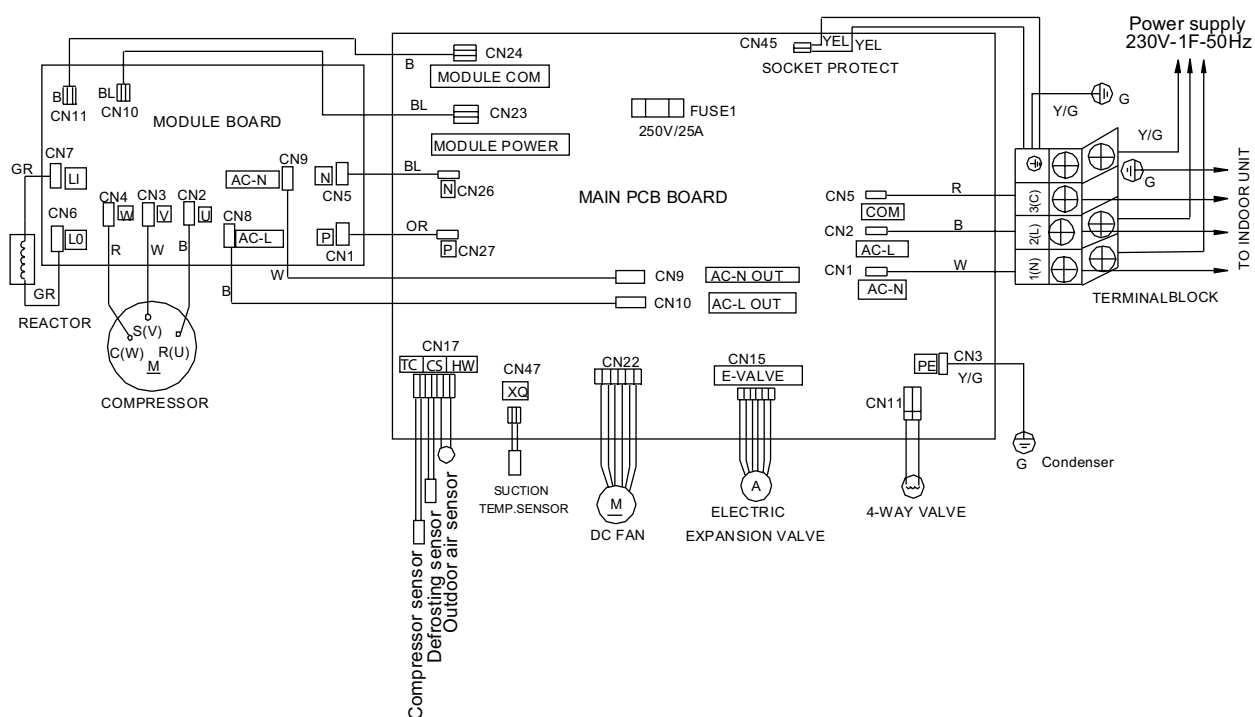 Power supply
230V-1F-50Hz
CN45
YEL
YEL
SOCKET PROTECT
CN24
B
MODULE COM
B
CN11
BL
CN10
MODULE BOARD
BL
CN23
MODULE POWER
FUSE1
250V/25A
Y/G
G
Y/G
G
GR
CN7
LI
CN6
L0
GR
REACTOR
CN4
W
CN3
V
CN2
U
CN9
AC-N
CN8
AC-L
N
CN5
P
CN1
R
W
B
W
B
BL
N
CN26
OR
P
CN27
MAIN PCB BOARD
CN5
COM
R
CN2
AC-L
B
CN1
AC-N
W
3(C)
2(L)
1(N)
TERMINALBLOCK
TO INDOOR UNIT
CN9
AC-N OUT
CN10
AC-L OUT
S(V)
C(W)
R(U)
M
COMPRESSOR
CN17
TC
CS
HW
CN47
XQ
CN22
CN15
E-VALVE
PE
CN3
Y/G
CN11
G
Condenser
SUCTION
TEMP.SENSOR
M
DC FAN
A
ELECTRIC
EXPANSION VALVE
4-WAY VALVE
Compressor sensor
Defrosting sensor
Outdoor air sensor